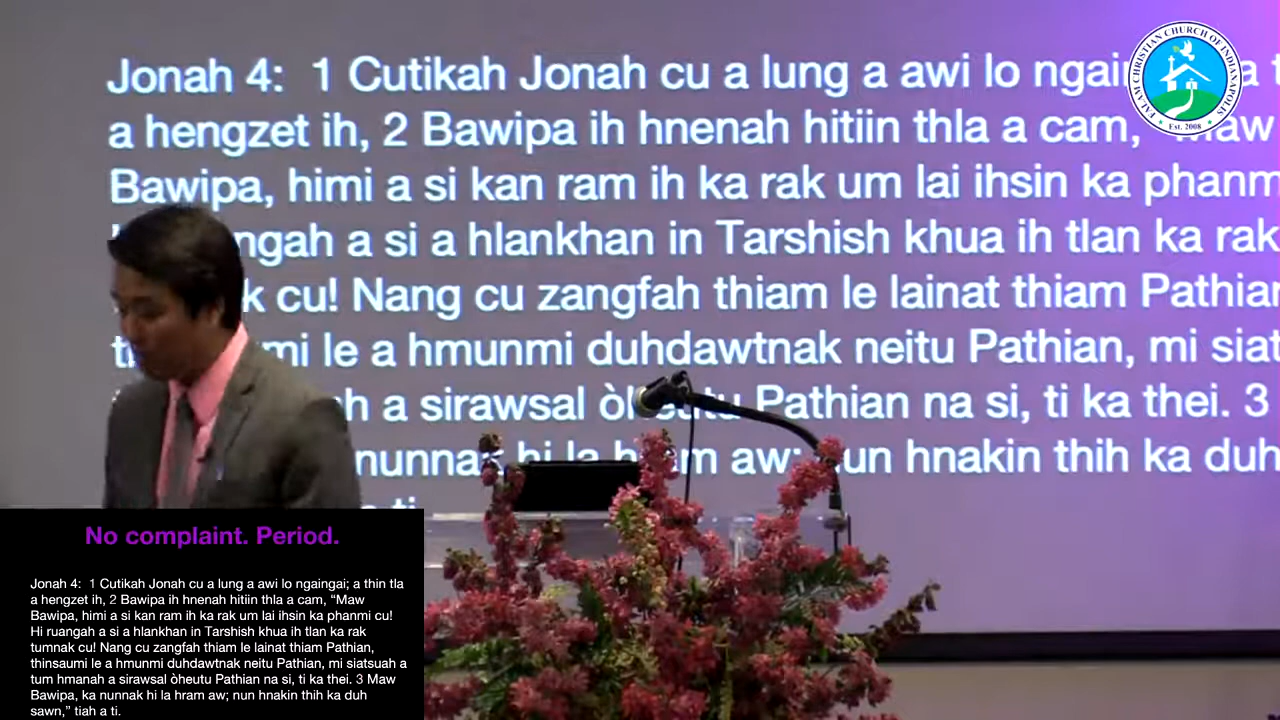 Jonah 4:  1 Cutikah Jonah cu a lung a awi lo
a hengzet ih, 2 Bawipa ih hnenah hitiin thla a cam,
Bawipa, himi a si kan ram ih ka rak um lai ihsin ka
ngah a si a hlankhan in Tarshish khua ih tlan ka rak
cu! Nang cu zangfah thiam le lainat thiam Pathian
le a hmunmi duhdawtnak neitu Pathian, mi
a sirawsal Pathian na si, ti ka thei. 3
hi la aw; hnakin thih ka duh
FALAM CHRISTIAN CHURCH OF INDIANAPOLIS
Est. 2008
No complaint. Period.
Jonah 4:  1 Cutikah Jonah cu a lung a awi lo ngaingai; a thin tla
a hengzet ih, 2 Bawipa ih hnenah hitiin thla a cam, “Maw
Bawipa, himi a si kan ram ih ka rak um lai ihsin ka phanmi cu!
Hi ruangah a si a hlankhan in Tarshish khua ih tlan ka rak
tumnak cu! Nang cu zangfah thiam le lainat thiam Pathian,
thinsaumi le a hmunmi duhdawtnak neitu Pathian, mi siatsuah a
tum hmanah a sirawsal òheutu Pathian na si, ti ka thei. 3 Maw
Bawipa, ka nunnak hi la hram aw; nun hnakin thih ka duh
sawn,” tiah a ti.